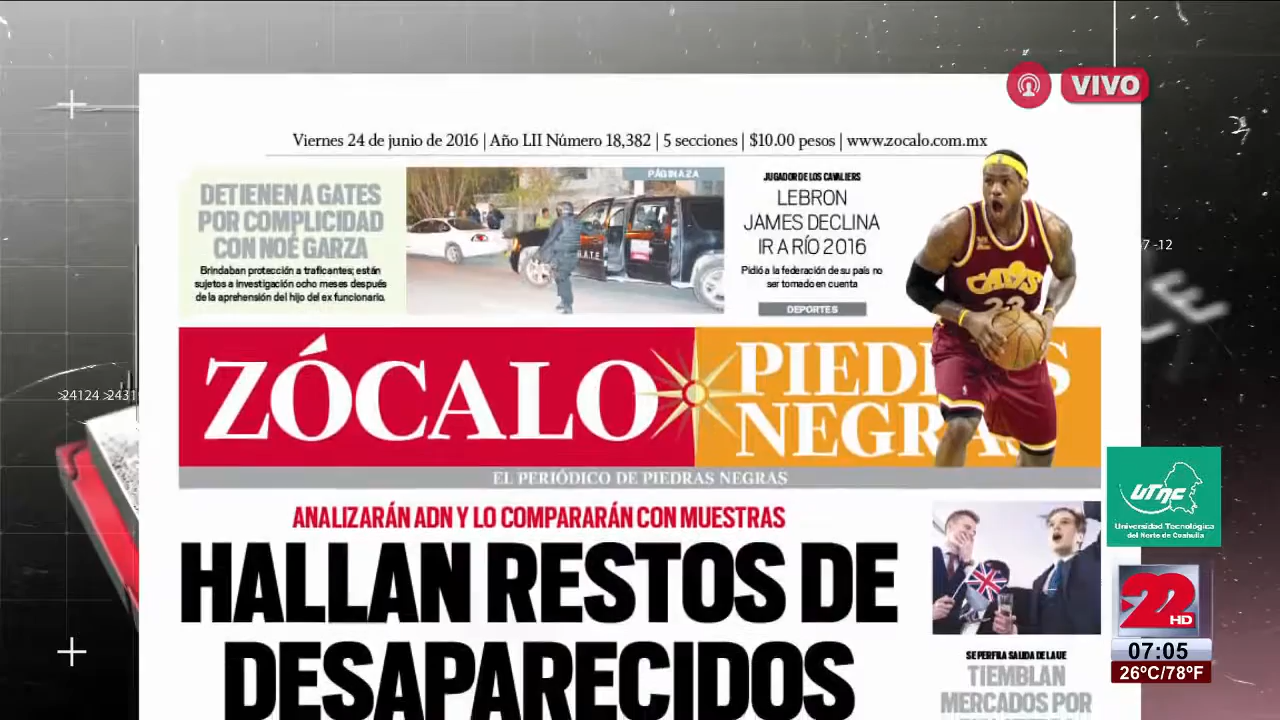 VIVO
Viernes 24 de junio de 2016 | Año LII Número 18,382 | 5 secciones | $10.00 pesos | www.zocalo.com.mx
DETIENEN A GATES
POR COMPLICIDAD
CON NOÉ GARZA
Brindaban protección a traficantes; están
sujetos a investigación ocho meses después
de la aprehensión del hijo del ex funcionario.
PÁGINA 2A
JUGADOR DE LOS CAVALIERS
LEBRON
JAMES DECLINA
IR A RÍO 2016
Pidió a la federación de su país no
ser tomado en cuenta
DEPORTES
CAVS
23
ZÓCALO
PIEDRAS
NEGRAS
EL PERIÓDICO DE PIEDRAS NEGRAS
>24124 >2431
ANALIZARÁN ADN Y LO COMPARARÁN CON MUESTRAS
HALLAN RESTOS DE
DESAPARECIDOS
SE PERFILA SALIDA DE LA UE
TIEMBLAN
MERCADOS POR
UTNC
Universidad Tecnológica
del Norte de Coahuila
22
HD
07:05
26°C/78°F